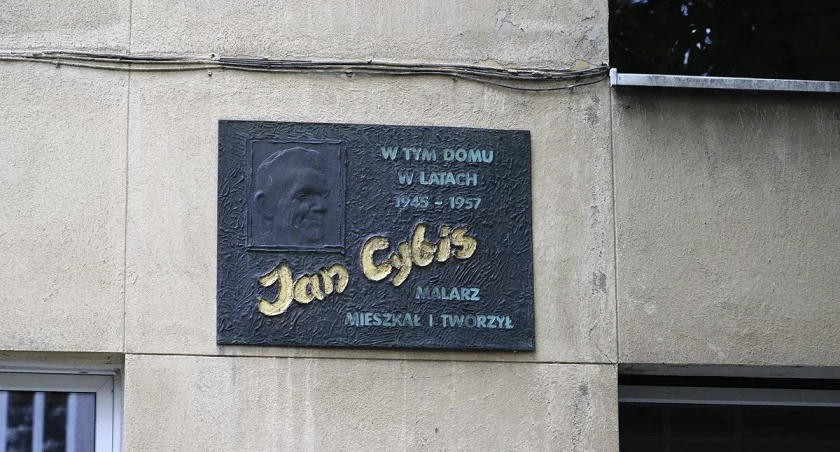 W TYM DOMU
W LATACH
1945 - 1957
Jan Cybis
MALARZ
MIESZKAŁ I TWORZYŁ